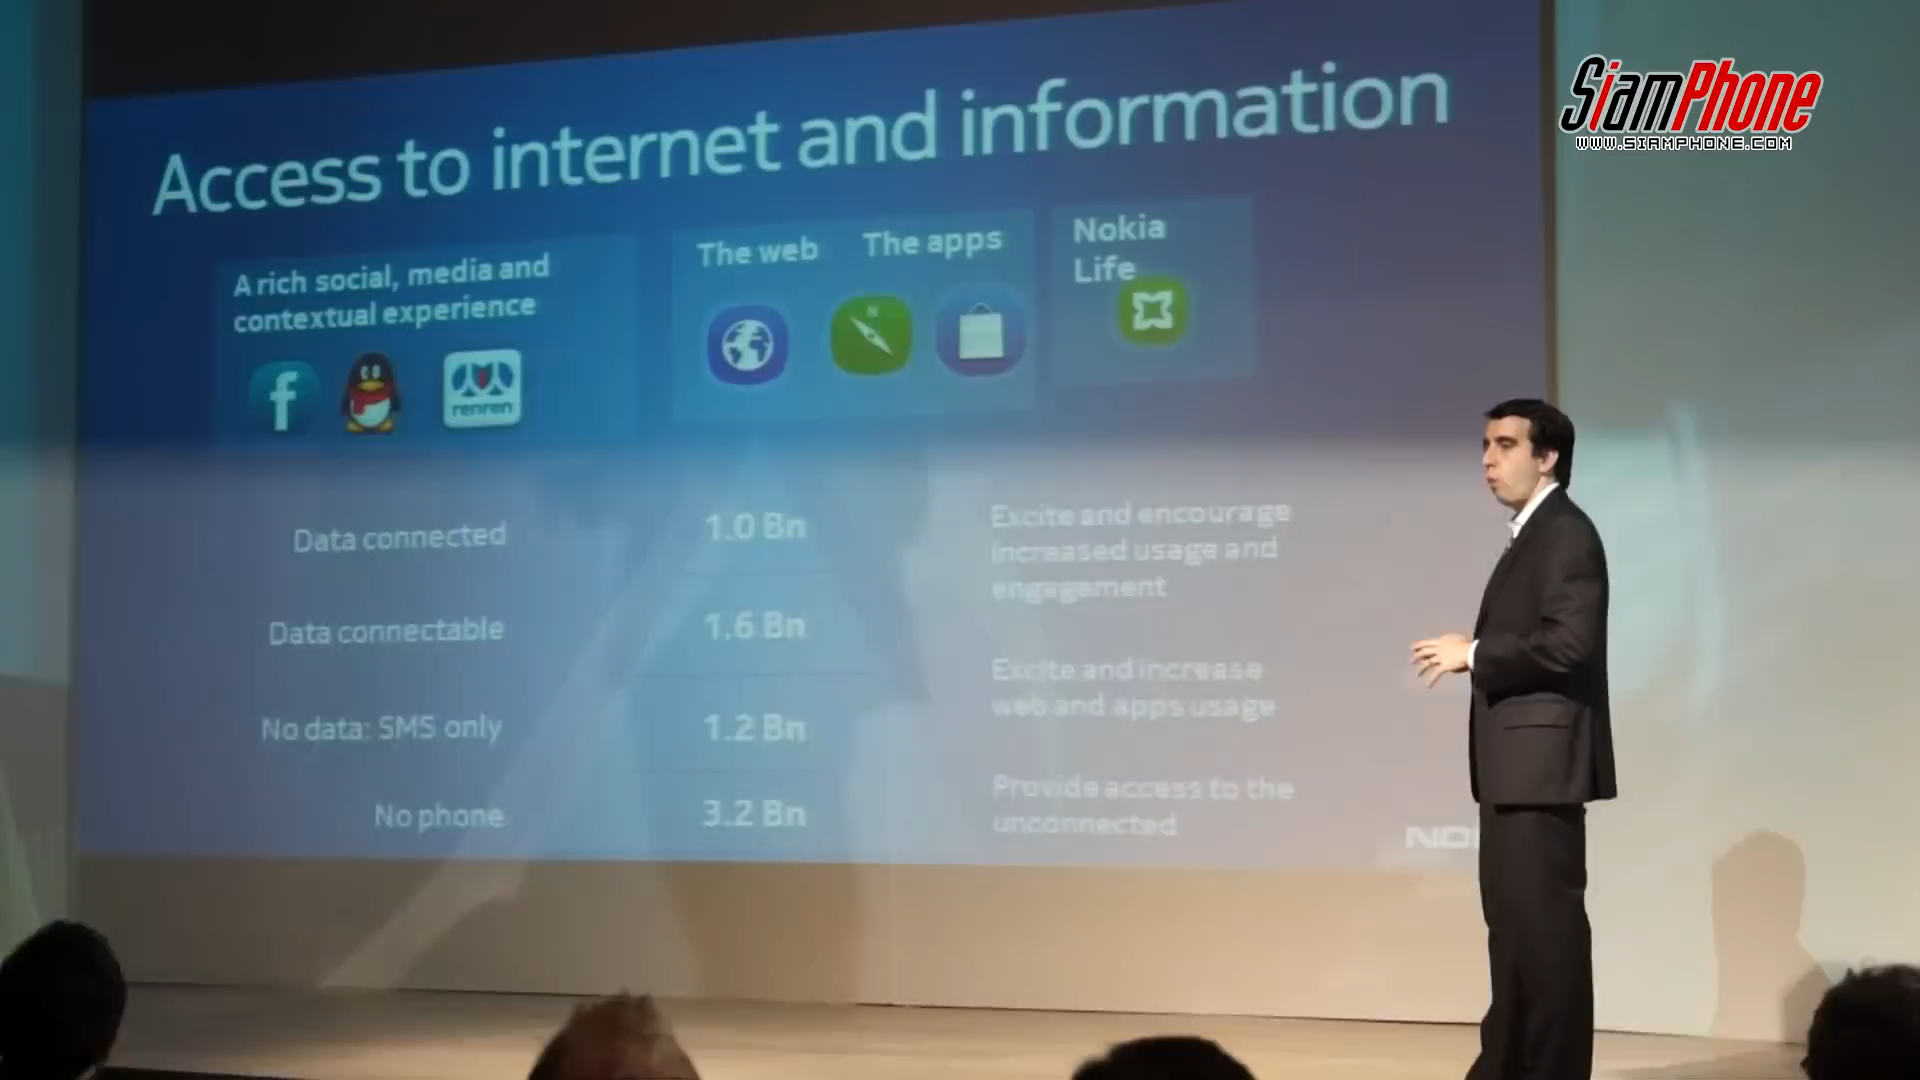 SiamPhone
WWW.SIAMPHONE.COM
Access to internet and information
A rich social, media and
contextual experience
f
renren
The web
The apps
N
Nokia
Life
Data connected
1.0 Bn
Excite and encourage
increased usage and
engagement
Data connectable
1.6 Bn
Excite and increase
web and apps usage
No data: SMS only
1.2 Bn
No phone
3.2 Bn
Provide access to the
unconnected
NO